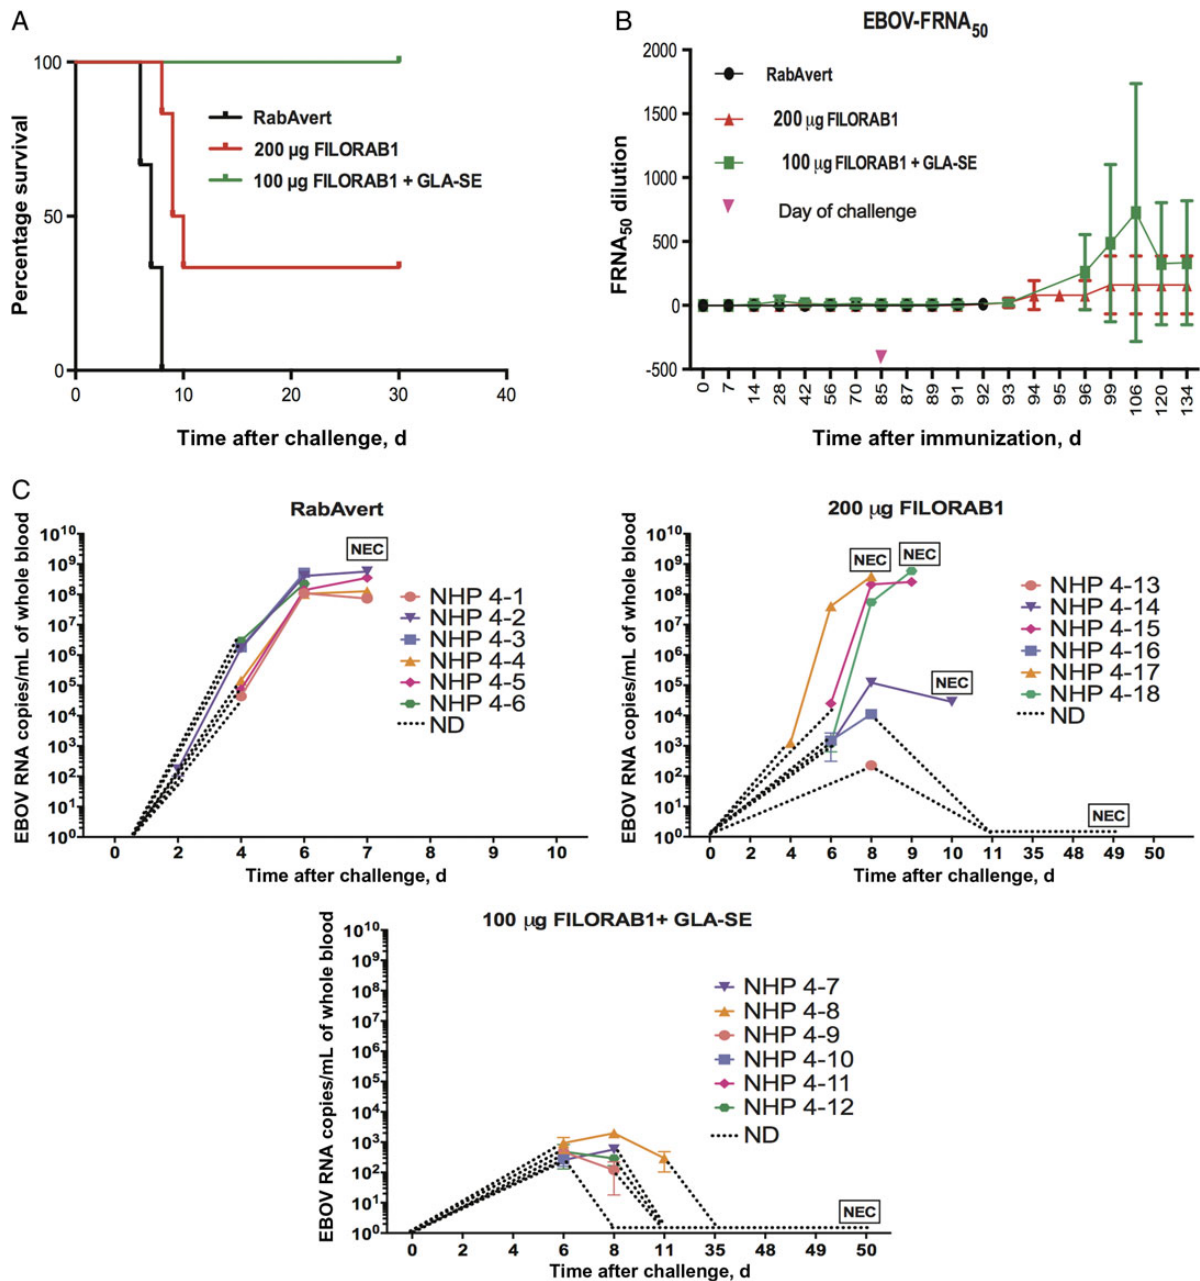 A
100
50
0
Percentage survival
RabAvert
200 µg FILORAB1
100 µg FILORAB1 + GLA-SE
0 10 20 30 40
Time after challenge, d
B
EBOV-FRNA50
2000
1500
1000
500
0
-500
FRNA50 dilution
RabAvert
200 µg FILORAB1
100 µg FILORAB1 + GLA-SE
Day of challenge
0 7 14 28 42 56 70 85 87 89 91 92 93 94 95 96 99 106 120 134
Time after immunization, d
C
RabAvert
EBOV RNA copies/mL of whole blood
10^10
10^9
10^8
10^7
10^6
10^5
10^4
10^3
10^2
10^1
10^0
NEC
NHP 4-1
NHP 4-2
NHP 4-3
NHP 4-4
NHP 4-5
NHP 4-6
ND
0 2 4 6 7 8 9 10
Time after challenge, d
200 µg FILORAB1
EBOV RNA copies/mL of whole blood
10^10
10^9
10^8
10^7
10^6
10^5
10^4
10^3
10^2
10^1
10^0
NEC
NEC
NEC
NEC
NHP 4-13
NHP 4-14
NHP 4-15
NHP 4-16
NHP 4-17
NHP 4-18
ND
0 2 4 6 8 9 10 11 35 48 49 50
Time after challenge, d
100 µg FILORAB1+ GLA-SE
EBOV RNA copies/mL of whole blood
10^10
10^9
10^8
10^7
10^6
10^5
10^4
10^3
10^2
10^1
10^0
NHP 4-7
NHP 4-8
NHP 4-9
NHP 4-10
NHP 4-11
NHP 4-12
ND
NEC
0 2 4 6 8 11 35 48 49 50
Time after challenge, d